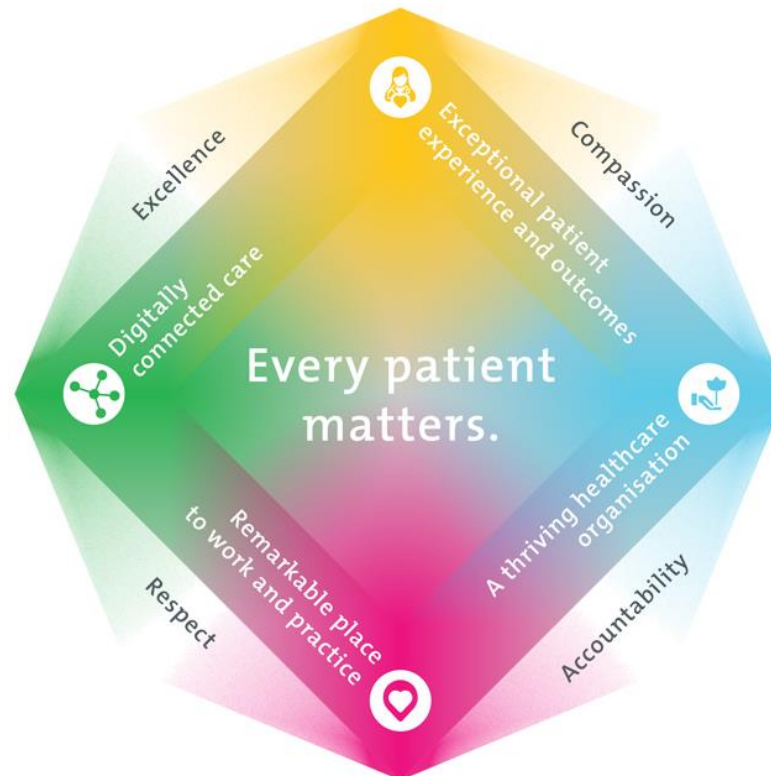 Excellence
Compassion
Exceptional patient
experience and outcomes
Digitally
connected care
Every patient
matters.
Remarkable place
to work and practice
A thriving healthcare
organisation
Respect
Accountability